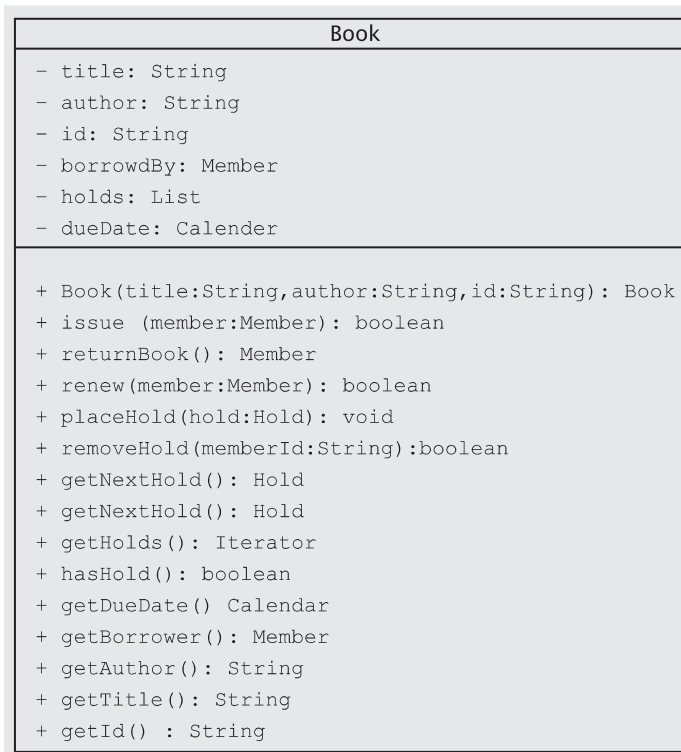 Book
- title: String
- author: String
- id: String
- borrowdBy: Member
- holds: List
- dueDate: Calender
+ Book(title:String,author:String,id:String): Book
+ issue (member:Member): boolean
+ returnBook(): Member
+ renew(member:Member): boolean
+ placeHold(hold:Hold): void
+ removeHold(memberId:String):boolean
+ getNextHold(): Hold
+ getNextHold(): Hold
+ getHolds(): Iterator
+ hasHold(): boolean
+ getDueDate() Calendar
+ getBorrower(): Member
+ getAuthor(): String
+ getTitle(): String
+ getId() : String